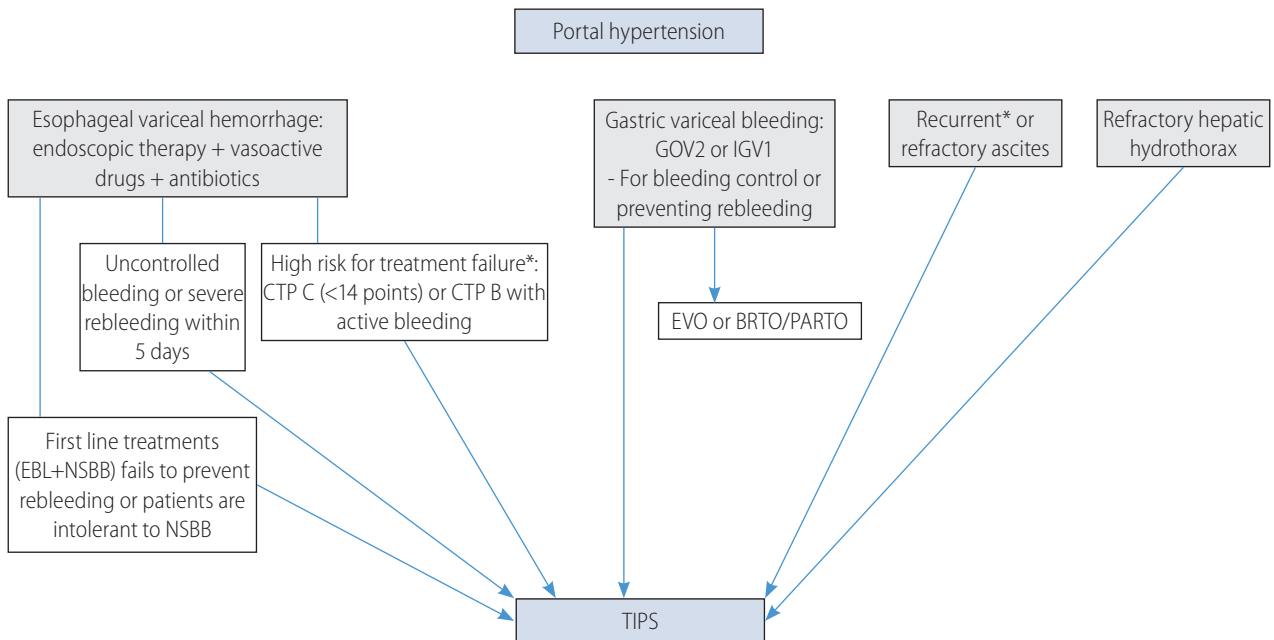 Portal hypertension
Esophageal variceal hemorrhage:
endoscopic therapy + vasoactive
drugs + antibiotics
Gastric variceal bleeding:
GOV2 or IGV1
- For bleeding control or
preventing rebleeding
Recurrent* or
refractory ascites
Refractory hepatic
hydrothorax
Uncontrolled
bleeding or severe
rebleeding within
5 days
High risk for treatment failure*:
CTP C (<14 points) or CTP B with
active bleeding
EVO or BRTO/PARTO
First line treatments
(EBL+NSBB) fails to prevent
rebleeding or patients are
intolerant to NSBB
TIPS